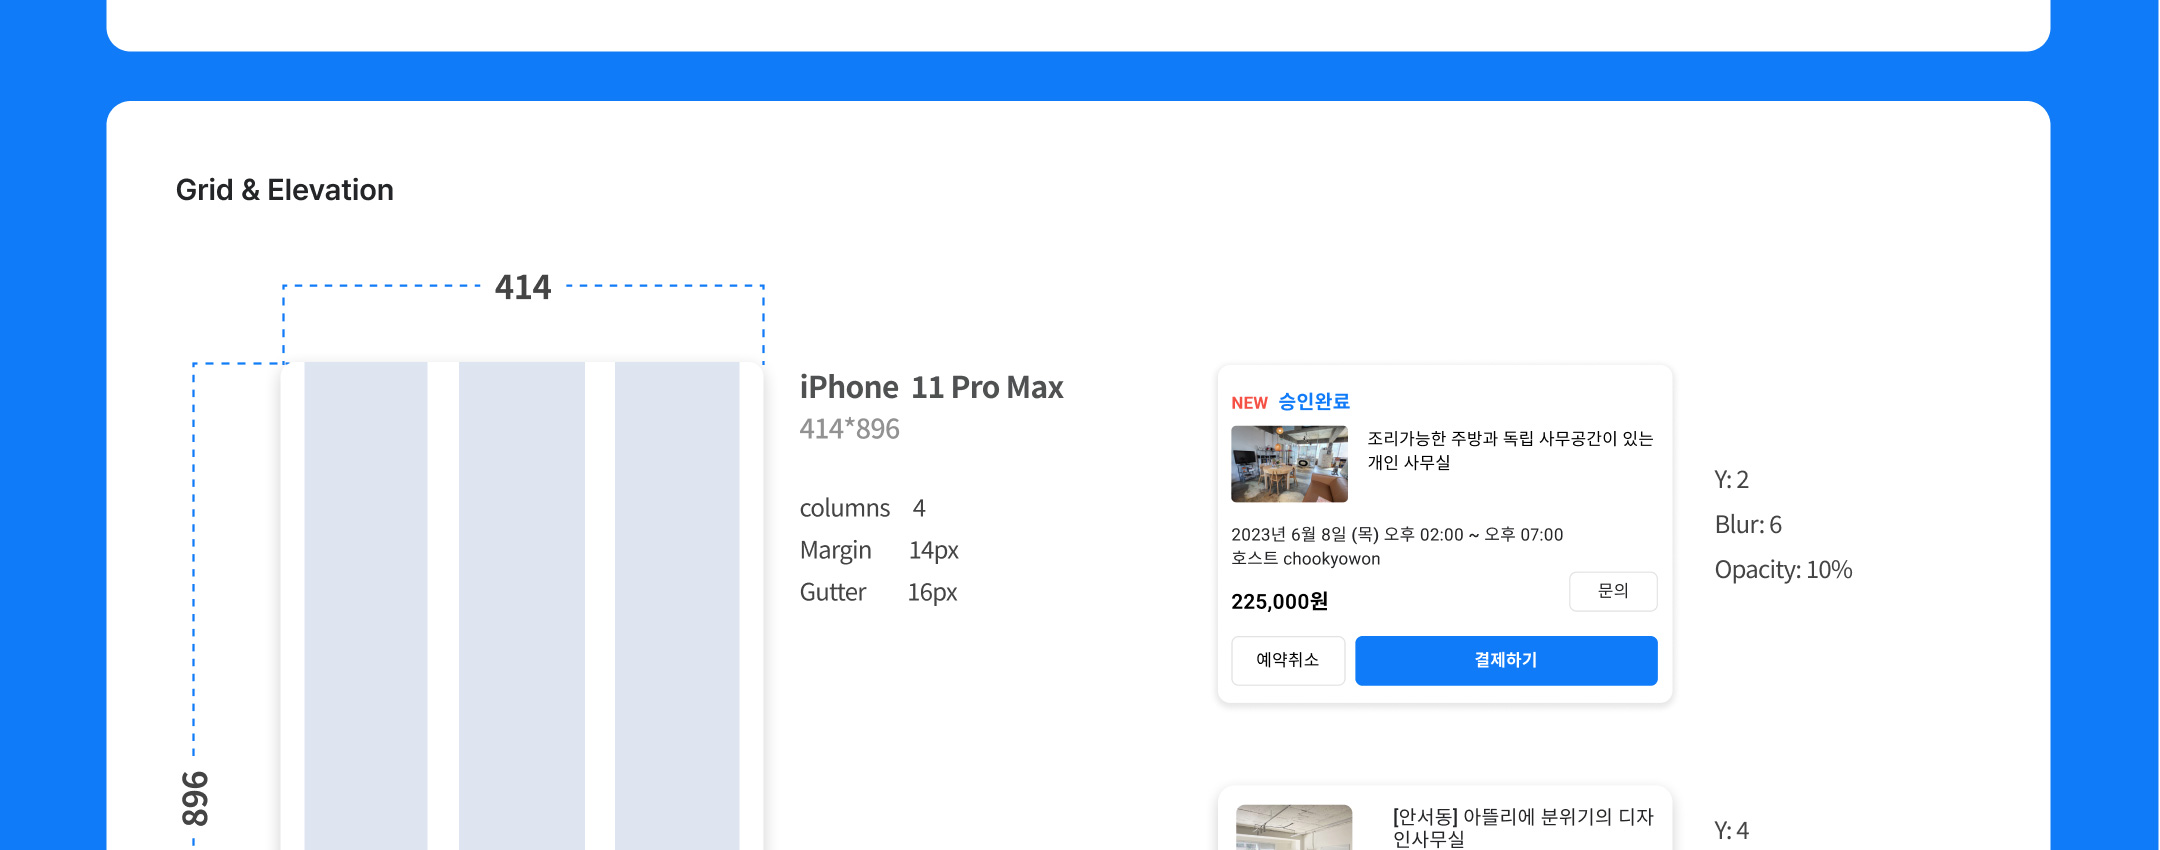 Grid & Elevation
414
896
iPhone 11 Pro Max
414*896
columns 4
Margin 14px
Gutter 16px
NEW 승인완료
조리가능한 주방과 독립 사무공간이 있는
개인 사무실
2023년 6월 8일 (목) 오후 02:00 ~ 오후 07:00
호스트 chookyowon
225,000원
문의
예약취소
결제하기
Y: 2
Blur: 6
Opacity: 10%
[안서동] 아뜰리에 분위기의 디자
인사무실
Y: 4